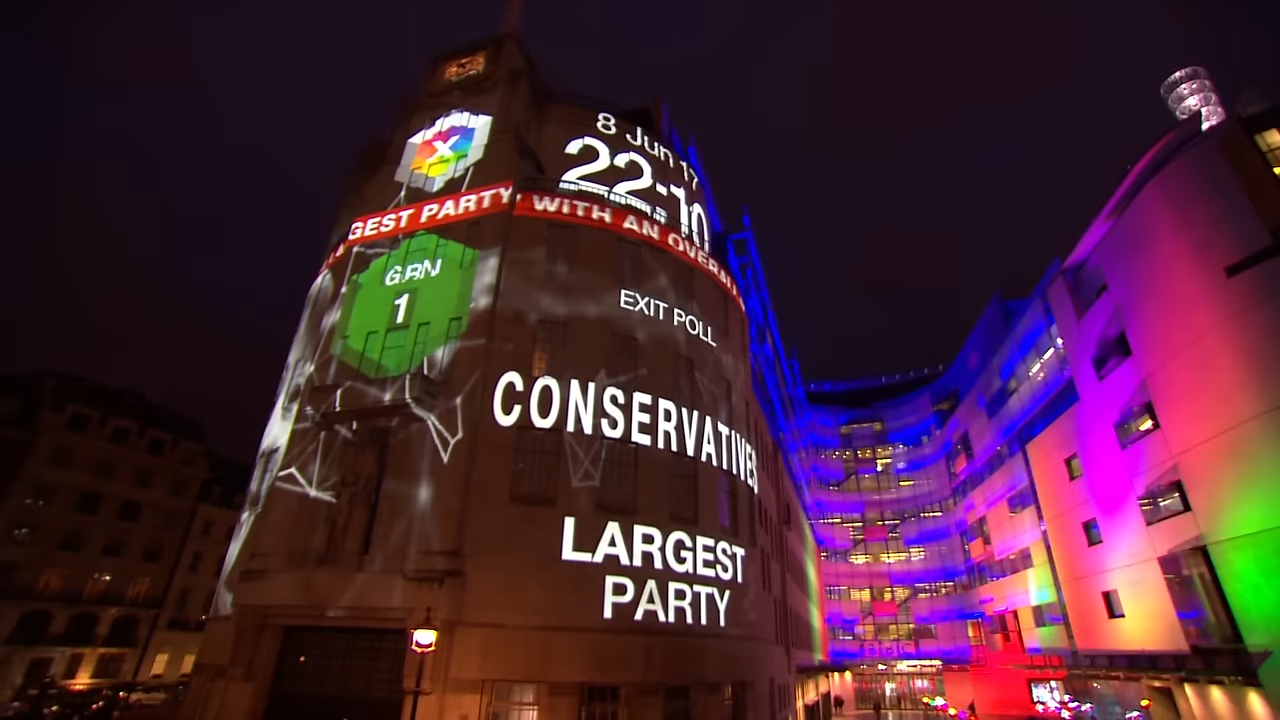 X
8 Jun 17
22:10
GEST PARTY WITH AN OVERAL
GRN
1
EXIT POLL
CONSERVATIVES
LARGEST
PARTY